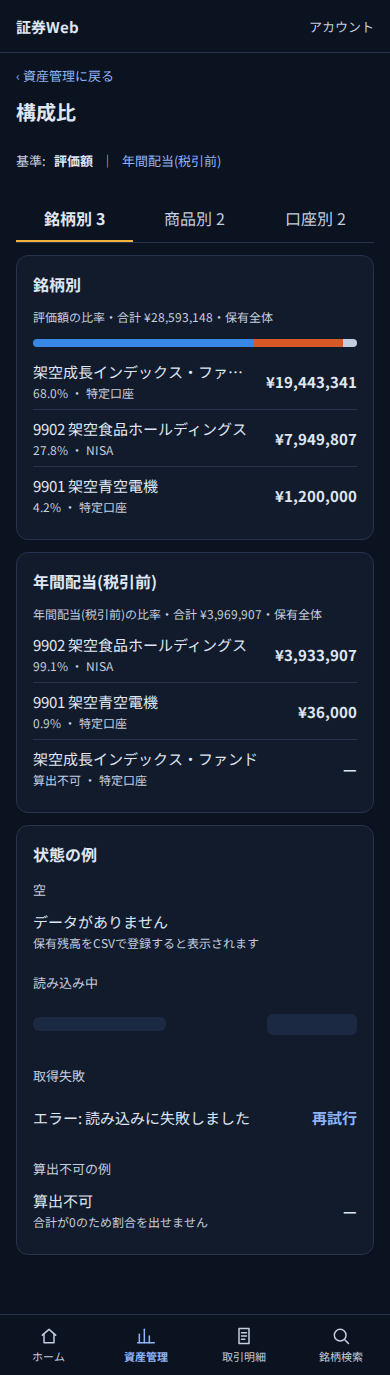 証券Web
アカウント
‹ 資産管理に戻る
構成比
基準: 評価額 | 年間配当(税引前)
銘柄別 3
商品別 2
口座別 2
銘柄別
評価額の比率・合計 ¥28,593,148・保有全体
架空成長インデックス・ファ…
¥19,443,341
68.0% ・ 特定口座
9902 架空食品ホールディングス
¥7,949,807
27.8% ・ NISA
9901 架空青空電機
¥1,200,000
4.2% ・ 特定口座
年間配当(税引前)
年間配当(税引前)の比率・合計 ¥3,969,907・保有全体
9902 架空食品ホールディングス
¥3,933,907
99.1% ・ NISA
9901 架空青空電機
¥36,000
0.9% ・ 特定口座
架空成長インデックス・ファンド
—
算出不可 ・ 特定口座
状態の例
空
データがありません
保有残高をCSVで登録すると表示されます
読み込み中
取得失敗
エラー: 読み込みに失敗しました
再試行
算出不可の例
算出不可
—
合計が0のため割合を出せません
ホーム
資産管理
取引明細
銘柄検索